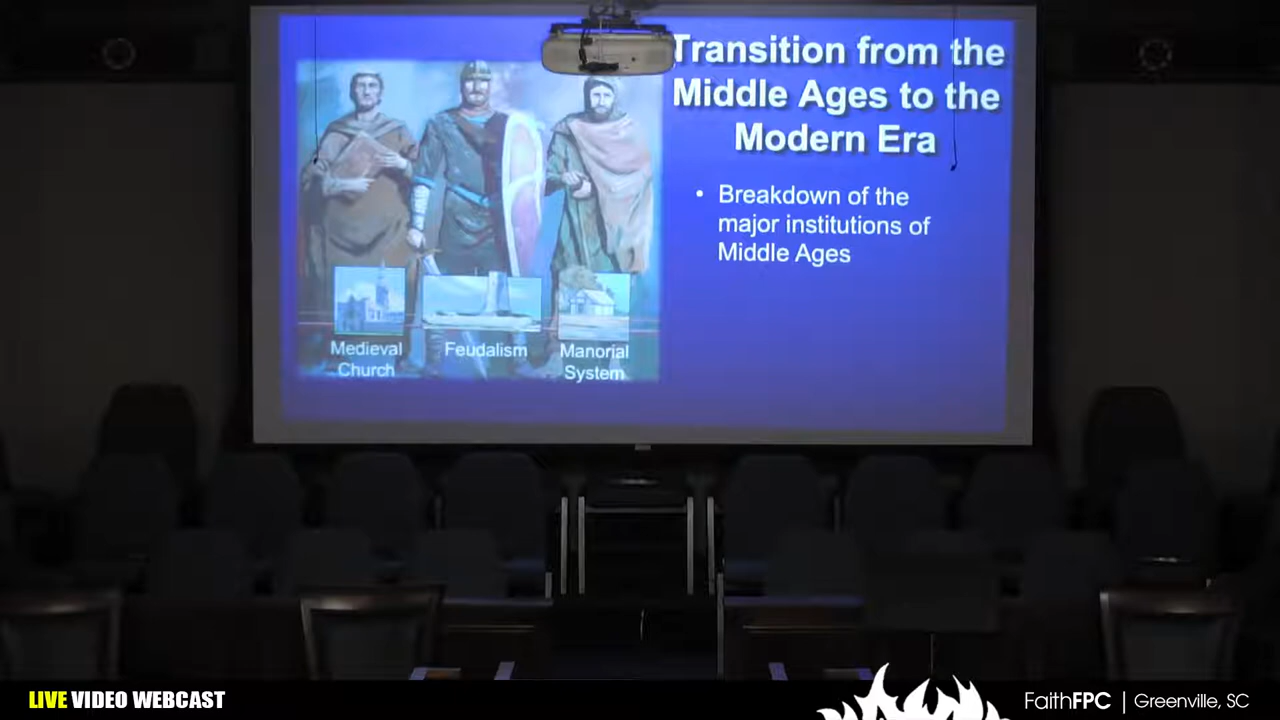 Transition from the
Middle Ages to the
Modern Era
• Breakdown of the
major institutions of
Middle Ages
Medieval
Church
Feudalism
Manorial
System
LIVE VIDEO WEBCAST
FaithFPC | Greenville, SC